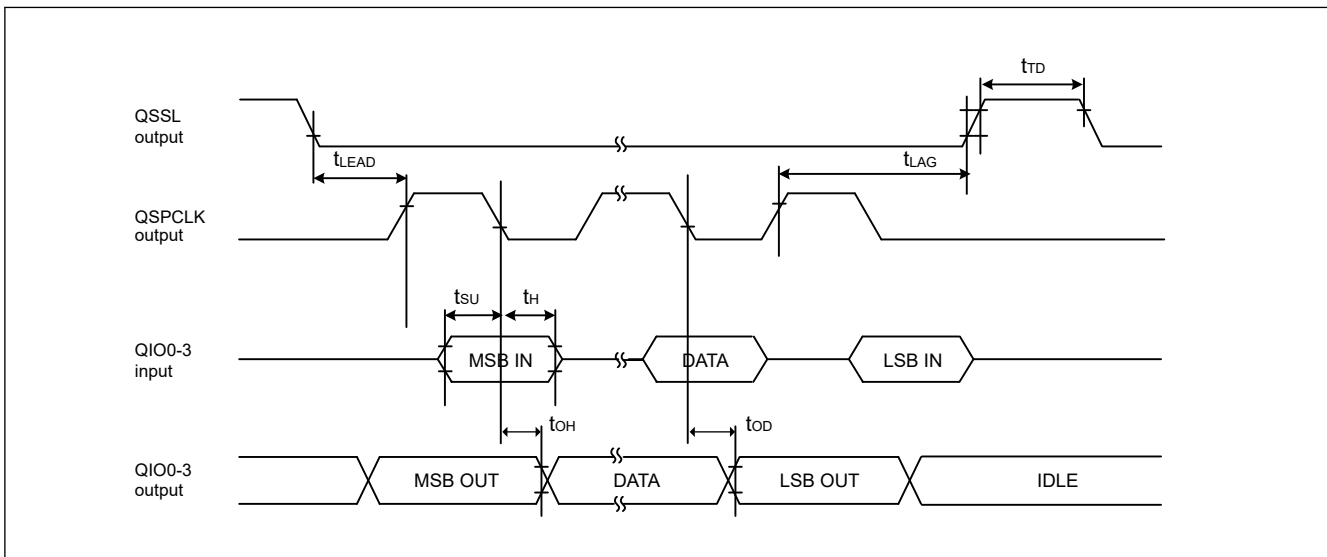 tTD
QSSL
output
tLEAD
tLAG
QSPCLK
output
tSU
tH
QIO0-3
input
MSB IN
DATA
LSB IN
tOH
tOD
QIO0-3
output
MSB OUT
DATA
LSB OUT
IDLE